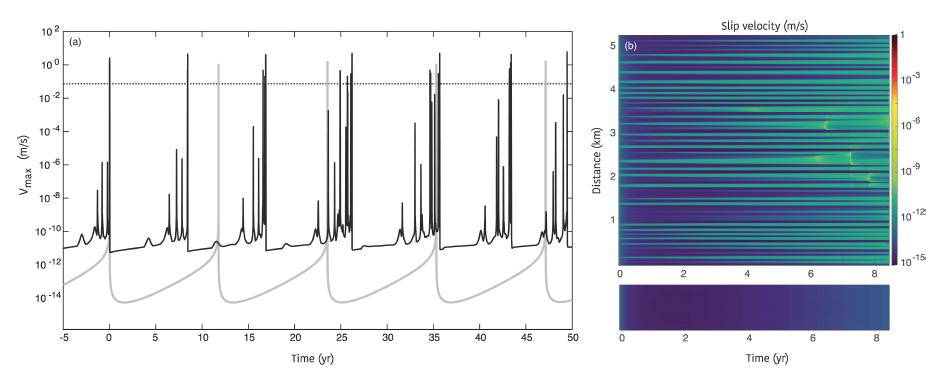 (a)
10^2
10^0
10^-2
10^-4
10^-6
10^-8
10^-10
10^-12
10^-14
V_max (m/s)
-5 0 5 10 15 20 25 30 35 40 45 50
Time (yr)
Slip velocity (m/s)
(b)
5
4
3
2
1
Distance (km)
0 2 4 6 8
1
10^-3
10^-6
10^-9
10^-12
10^-15
0 2 4 6 8
Time (yr)